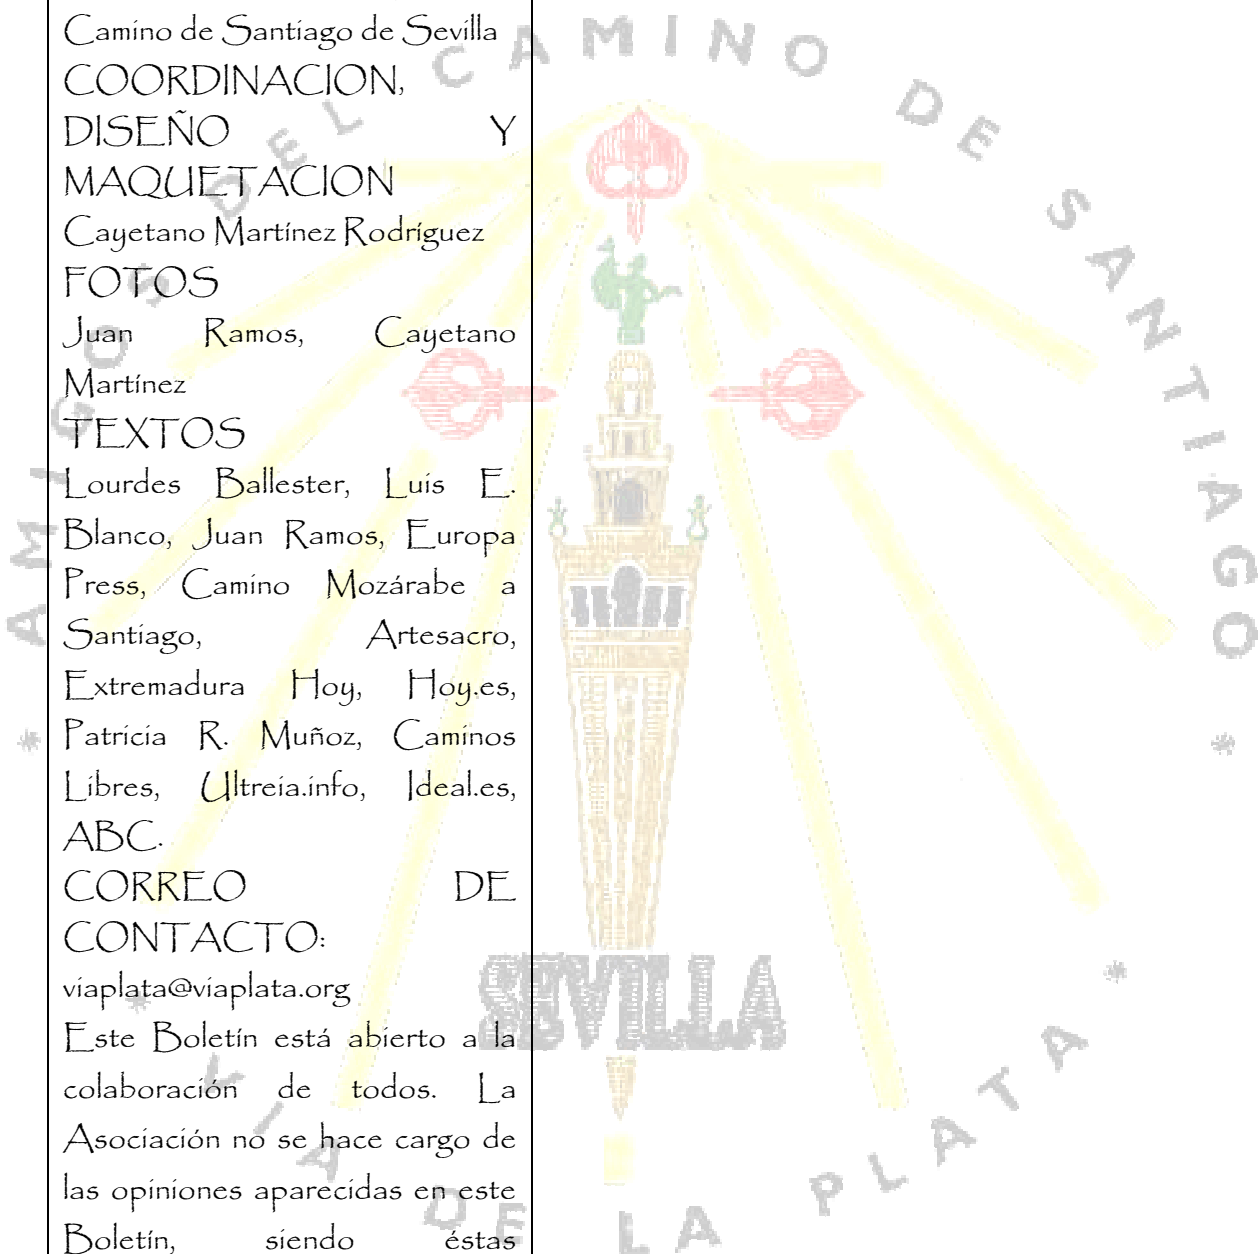 Camino de Santiago de Sevilla
COORDINACION,
DISEÑO Y
MAQUETACION
Cayetano Martínez Rodríguez
FOTOS
Juan Ramos, Cayetano
Martínez
TEXTOS
Lourdes Ballester, Luis E.
Blanco, Juan Ramos, Europa
Press, Camino Mozárabe a
Santiago, Artesacro,
Extremadura Hoy, Hoy.es,
Patricia R. Muñoz, Caminos
Libres, Ultreia.info, Ideal.es,
ABC.
CORREO DE
CONTACTO:
viaplata@viaplata.org
Este Boletín está abierto a la
colaboración de todos. La
Asociación no se hace cargo de
las opiniones aparecidas en este
Boletín, siendo éstas
* AMIGOS DEL CAMINO DE SANTIAGO *
SEVILLA
* VIA DE LA PLATA *